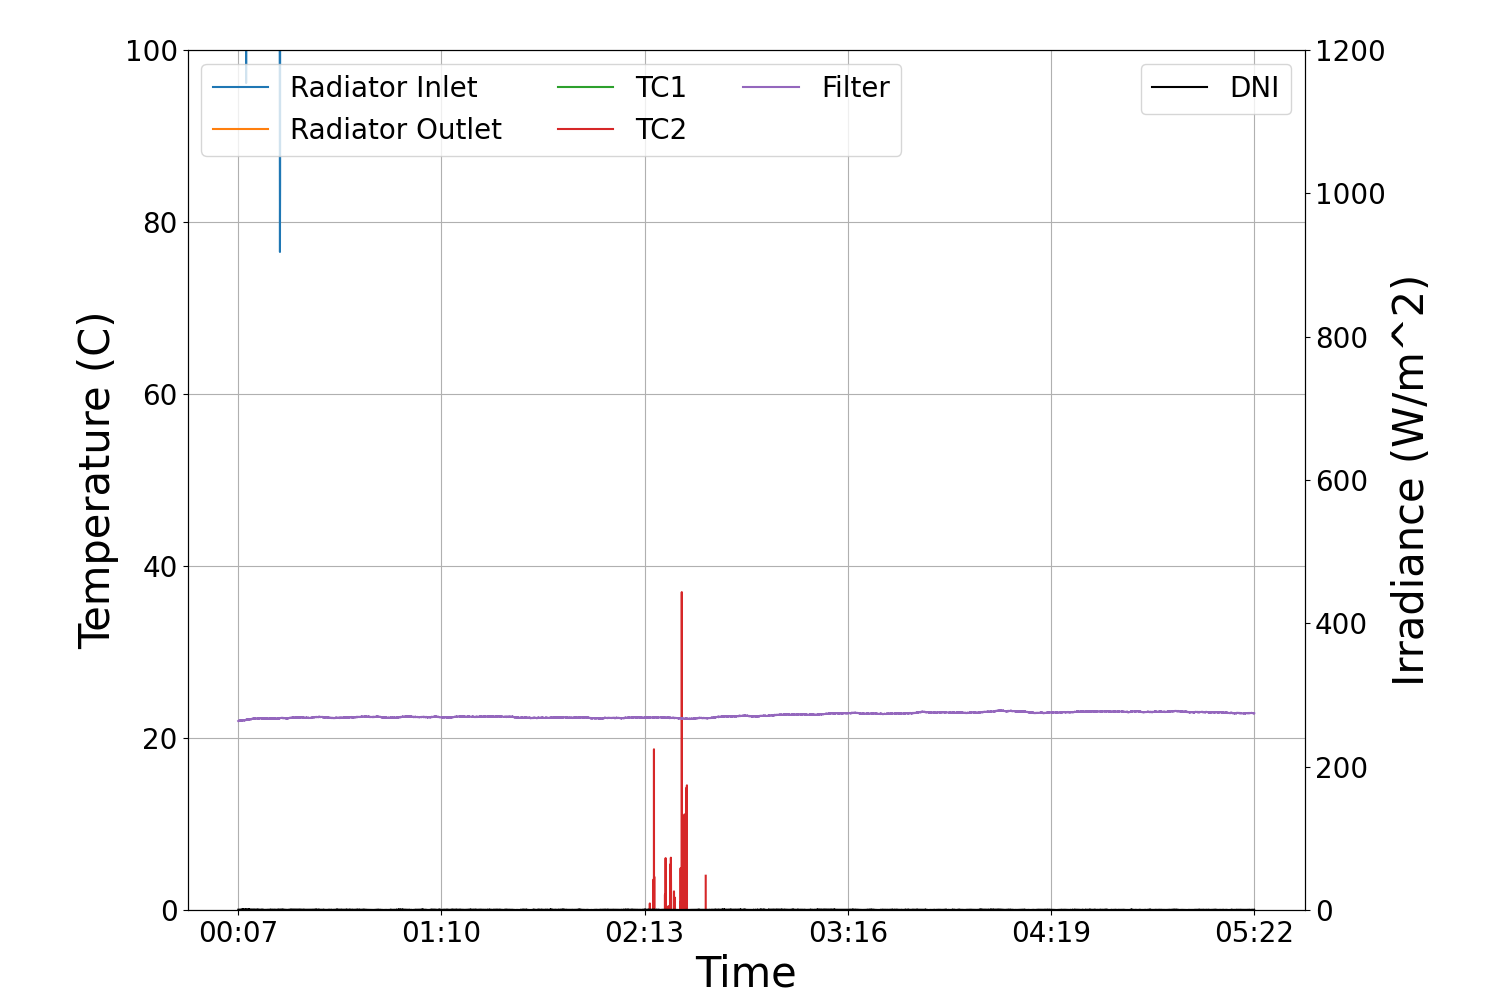 100
80
60
40
20
0
Temperature (C)
Radiator Inlet
Radiator Outlet
TC1
TC2
Filter
DNI
1200
1000
800
600
400
200
0
Irradiance (W/m^2)
00:07 01:10 02:13 03:16 04:19 05:22
Time